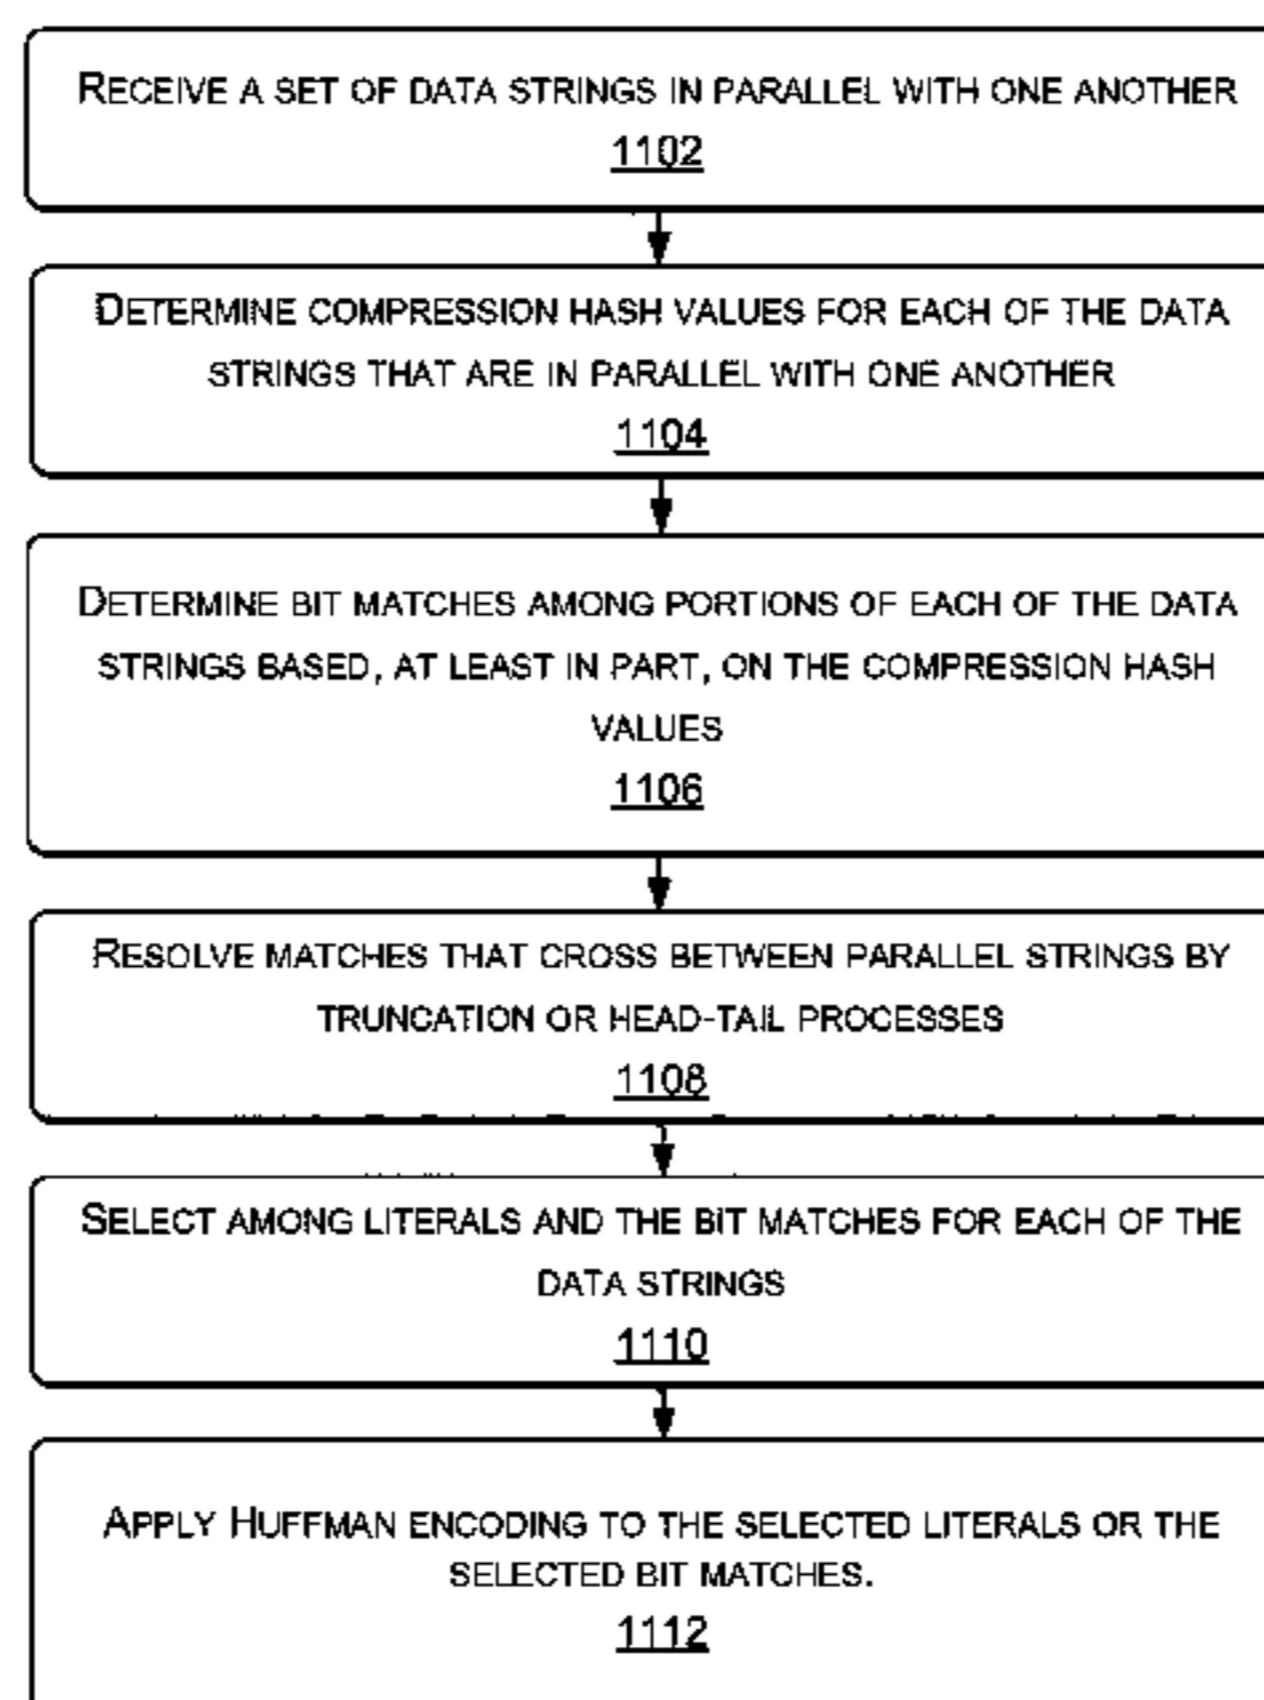 RECEIVE A SET OF DATA STRINGS IN PARALLEL WITH ONE ANOTHER
1102
DETERMINE COMPRESSION HASH VALUES FOR EACH OF THE DATA
STRINGS THAT ARE IN PARALLEL WITH ONE ANOTHER
1104
DETERMINE BIT MATCHES AMONG PORTIONS OF EACH OF THE DATA
STRINGS BASED, AT LEAST IN PART, ON THE COMPRESSION HASH
VALUES
1106
RESOLVE MATCHES THAT CROSS BETWEEN PARALLEL STRINGS BY
TRUNCATION OR HEAD-TAIL PROCESSES
1108
SELECT AMONG LITERALS AND THE BIT MATCHES FOR EACH OF THE
DATA STRINGS
1110
APPLY HUFFMAN ENCODING TO THE SELECTED LITERALS OR THE
SELECTED BIT MATCHES.
1112